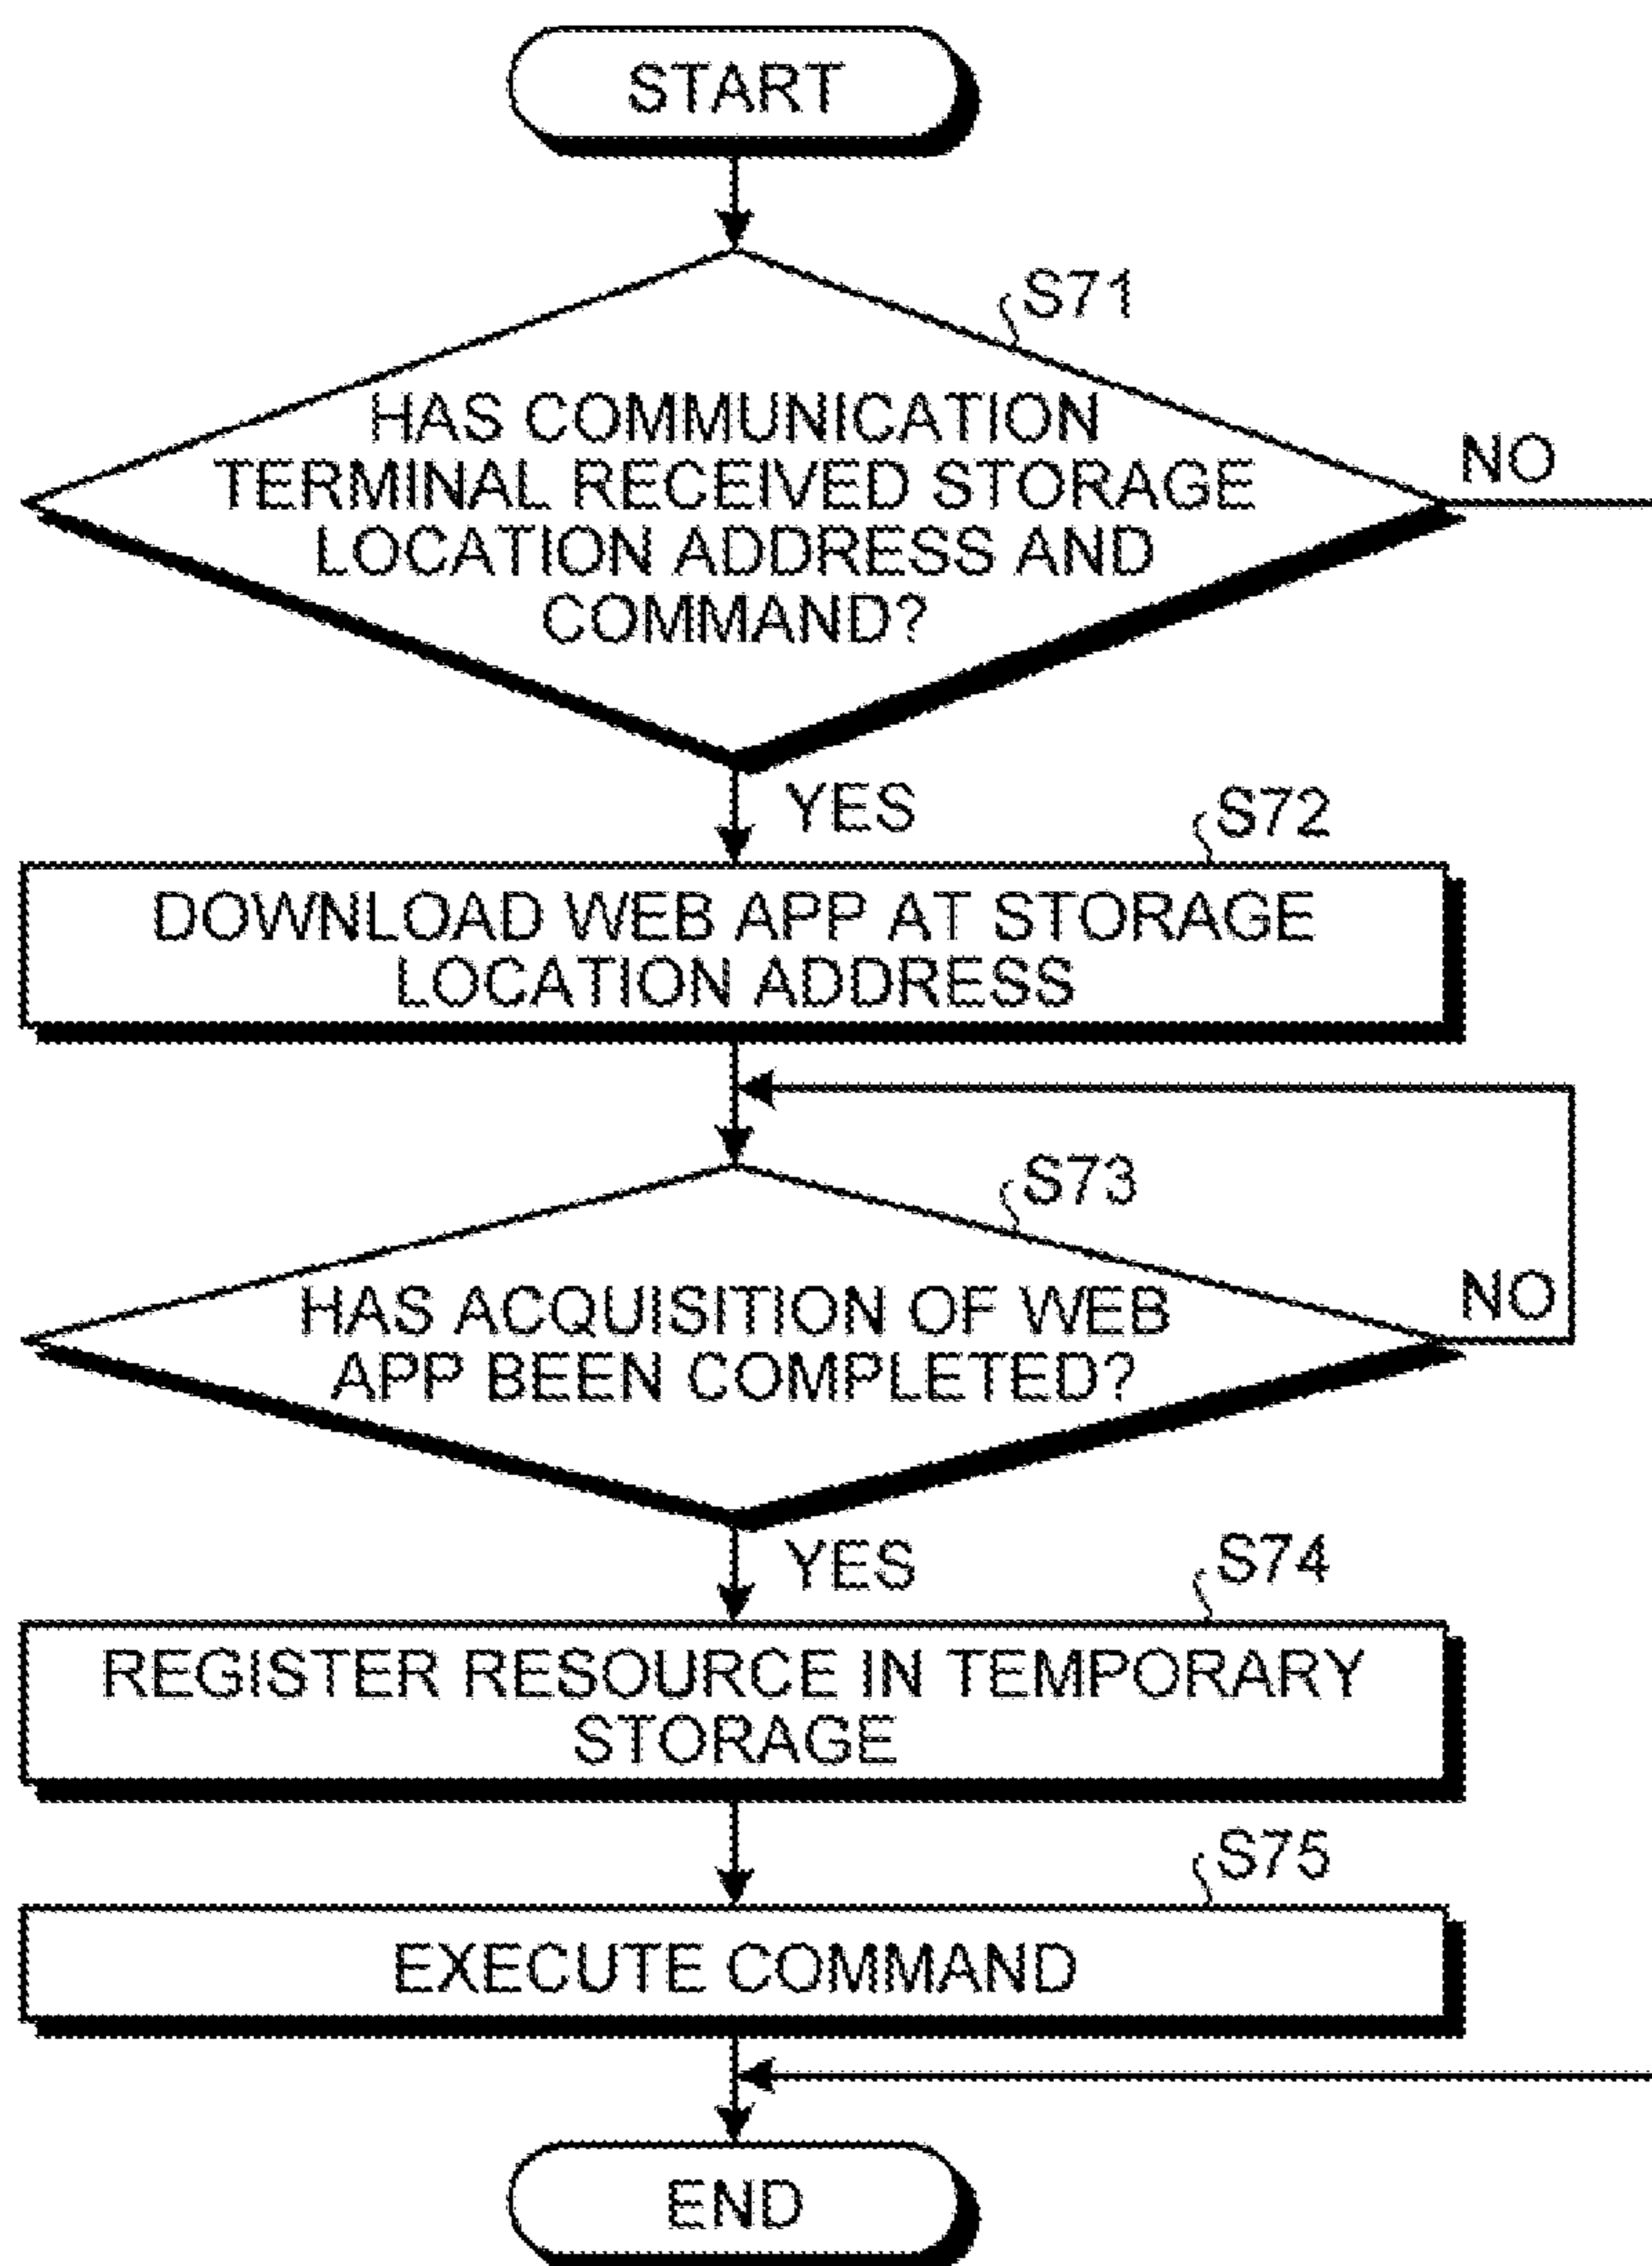 START
S71
HAS COMMUNICATION
TERMINAL RECEIVED STORAGE
LOCATION ADDRESS AND
COMMAND?
NO
YES
S72
DOWNLOAD WEB APP AT STORAGE
LOCATION ADDRESS
S73
HAS ACQUISITION OF WEB
APP BEEN COMPLETED?
NO
YES
S74
REGISTER RESOURCE IN TEMPORARY
STORAGE
S75
EXECUTE COMMAND
END